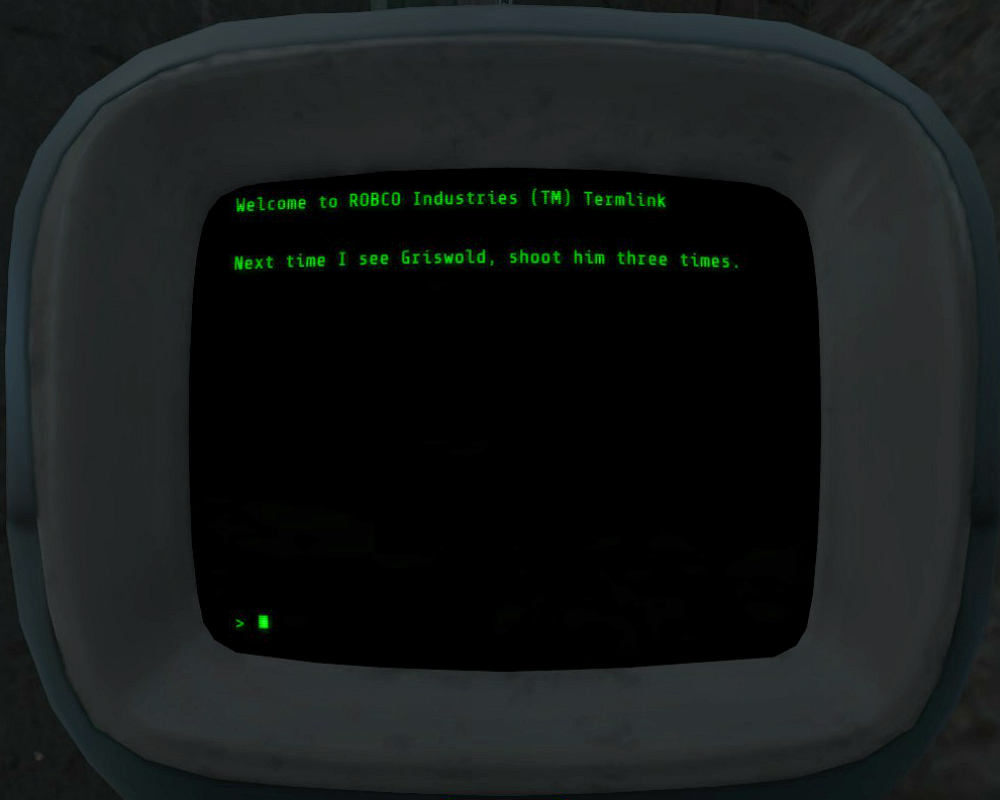 Welcome to ROBCO Industries (TM) Termlink
Next time I see Griswold, shoot him three times.
>